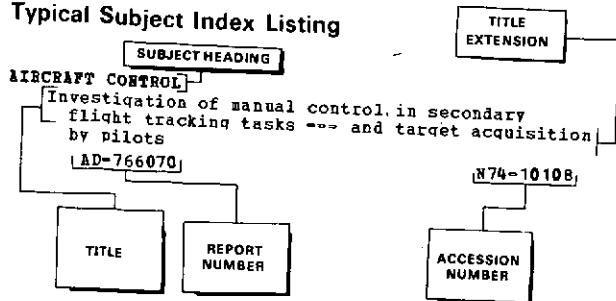 Typical Subject Index Listing
TITLE
EXTENSION
SUBJECT HEADING
AIRCRAFT CONTROL
Investigation of manual control in secondary
flight tracking tasks --- and target acquisition
by pilots
AD-766070
N74-10108
TITLE
REPORT
NUMBER
ACCESSION
NUMBER